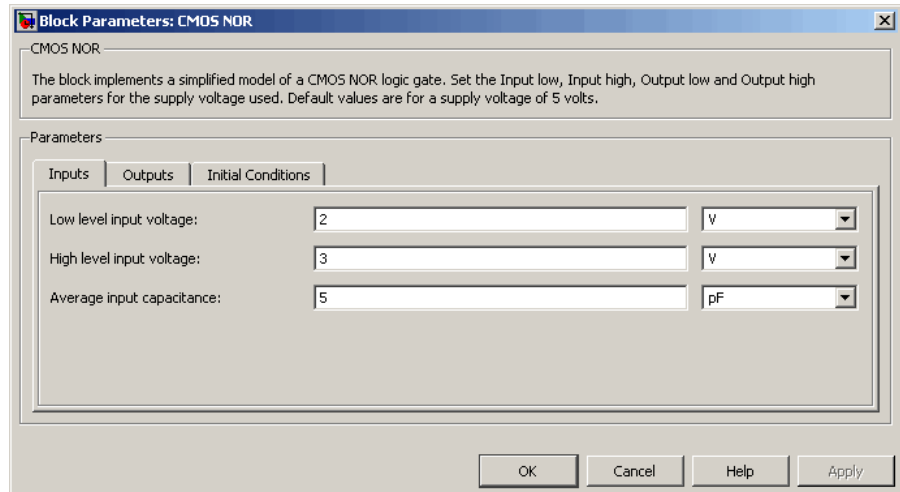 Block Parameters: CMOS NOR
CMOS NOR
The block implements a simplified model of a CMOS NOR logic gate. Set the Input low, Input high, Output low and Output high
parameters for the supply voltage used. Default values are for a supply voltage of 5 volts.
Parameters
Inputs Outputs Initial Conditions
Low level input voltage: 2 V
High level input voltage: 3 V
Average input capacitance: 5 pF
OK Cancel Help Apply